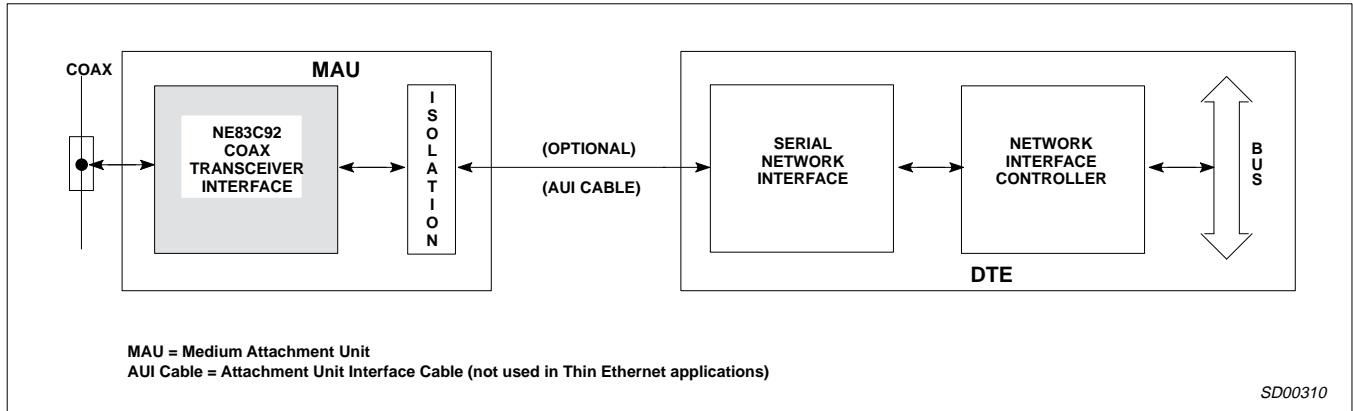 COAX
MAU
NE83C92
COAX
TRANSCEIVER
INTERFACE
I
S
O
L
A
T
I
O
N
(OPTIONAL)
(AUI CABLE)
SERIAL
NETWORK
INTERFACE
NETWORK
INTERFACE
CONTROLLER
B
U
S
DTE
MAU = Medium Attachment Unit
AUI Cable = Attachment Unit Interface Cable (not used in Thin Ethernet applications)
SD00310